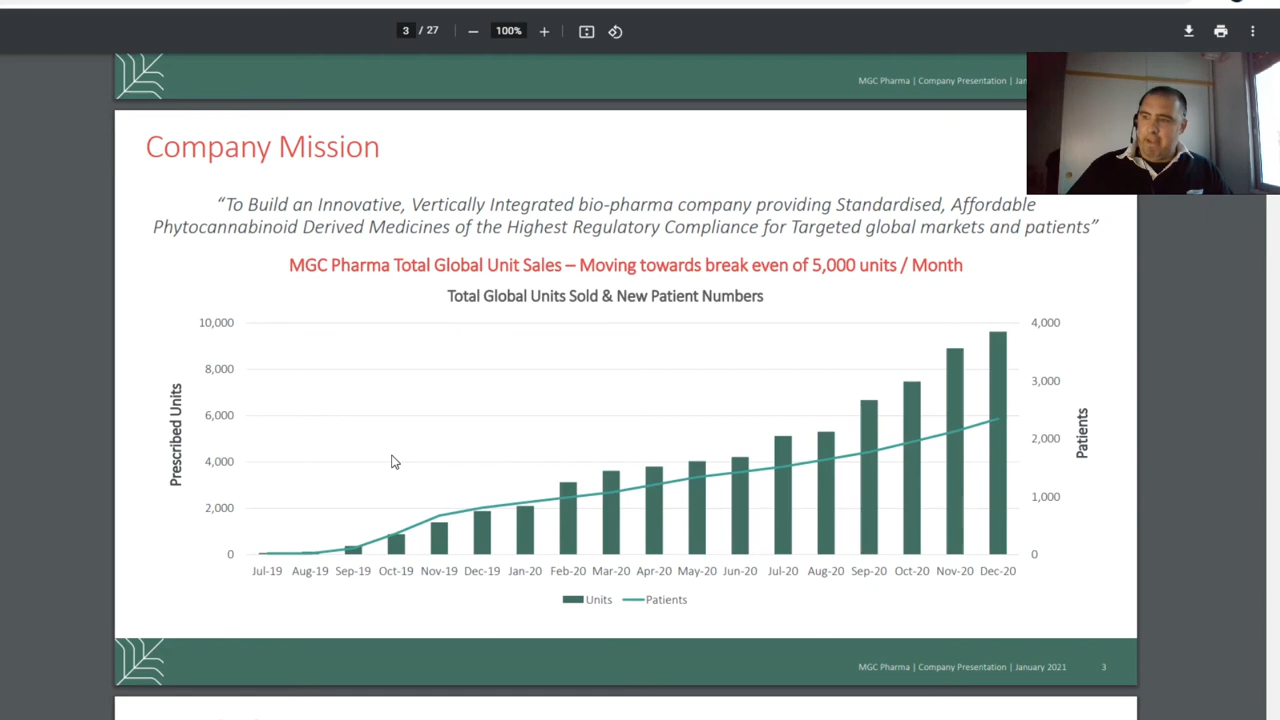 3 / 27
100%
MGC Pharma | Company Presentation | Jan
Company Mission
“To Build an Innovative, Vertically Integrated bio-pharma company providing Standardised, Affordable
Phytocannabinoid Derived Medicines of the Highest Regulatory Compliance for Targeted global markets and patients”
MGC Pharma Total Global Unit Sales – Moving towards break even of 5,000 units / Month
Total Global Units Sold & New Patient Numbers
10,000
8,000
6,000
4,000
2,000
0
Prescribed Units
4,000
3,000
2,000
1,000
0
Patients
Jul-19 Aug-19 Sep-19 Oct-19 Nov-19 Dec-19 Jan-20 Feb-20 Mar-20 Apr-20 May-20 Jun-20 Jul-20 Aug-20 Sep-20 Oct-20 Nov-20 Dec-20
Units Patients
MGC Pharma | Company Presentation | January 2021 3